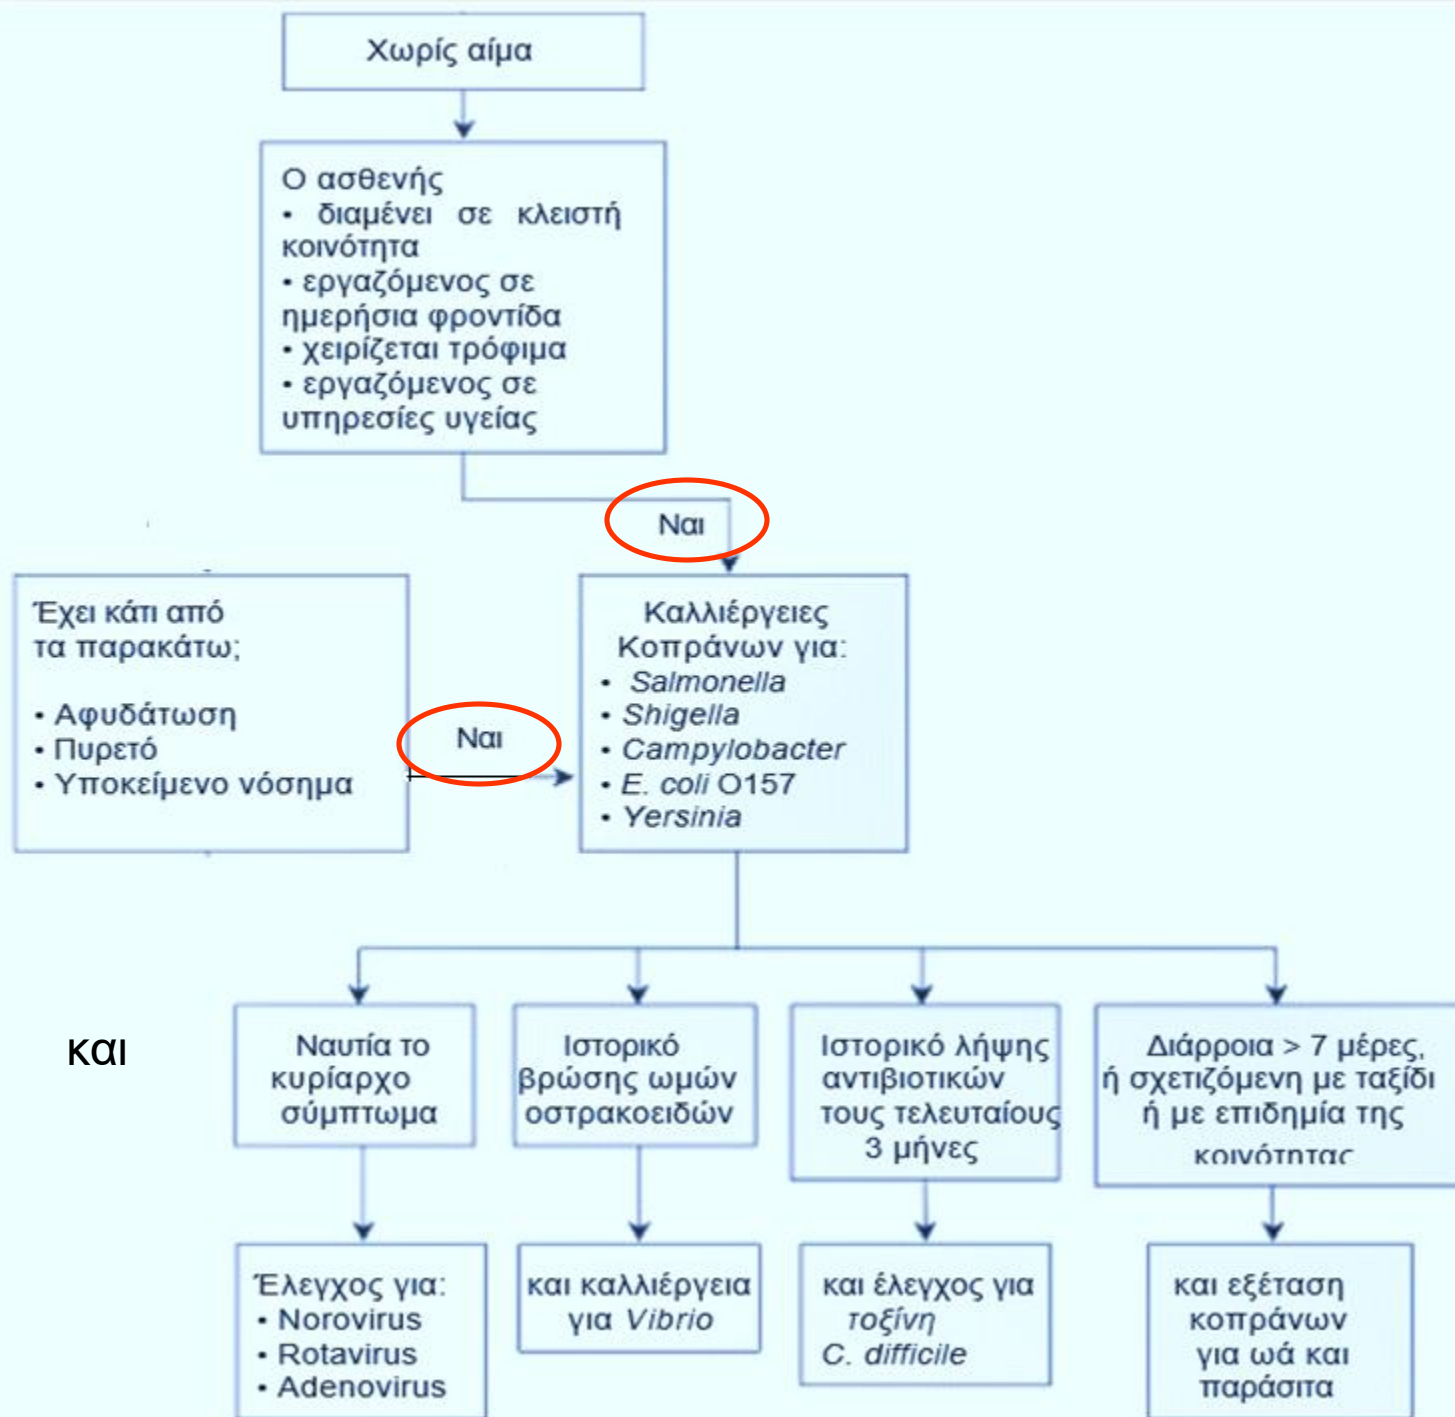 Χωρίς αίμα
Ο ασθενής
• διαμένει σε κλειστή
κοινότητα
• εργαζόμενος σε
ημερήσια φροντίδα
• χειρίζεται τρόφιμα
• εργαζόμενος σε
υπηρεσίες υγείας
Ναι
Έχει κάτι από
τα παρακάτω;
• Αφυδάτωση
• Πυρετό
• Υποκείμενο νόσημα
Ναι
Καλλιέργειες
Κοπράνων για:
• Salmonella
• Shigella
• Campylobacter
• E. coli O157
• Yersinia
και
Ναυτία το
κυρίαρχο
σύμπτωμα
Ιστορικό
βρώσης ωμών
οστρακοειδών
Ιστορικό λήψης
αντιβιοτικών
τους τελευταίους
3 μήνες
Διάρροια > 7 μέρες,
ή σχετιζόμενη με ταξίδι
ή με επιδημία της
κοινότητας
Έλεγχος για:
• Norovirus
• Rotavirus
• Adenovirus
και καλλιέργεια
για Vibrio
και έλεγχος για
τοξίνη
C. difficile
και εξέταση
κοπράνων
για ωά και
παράσιτα